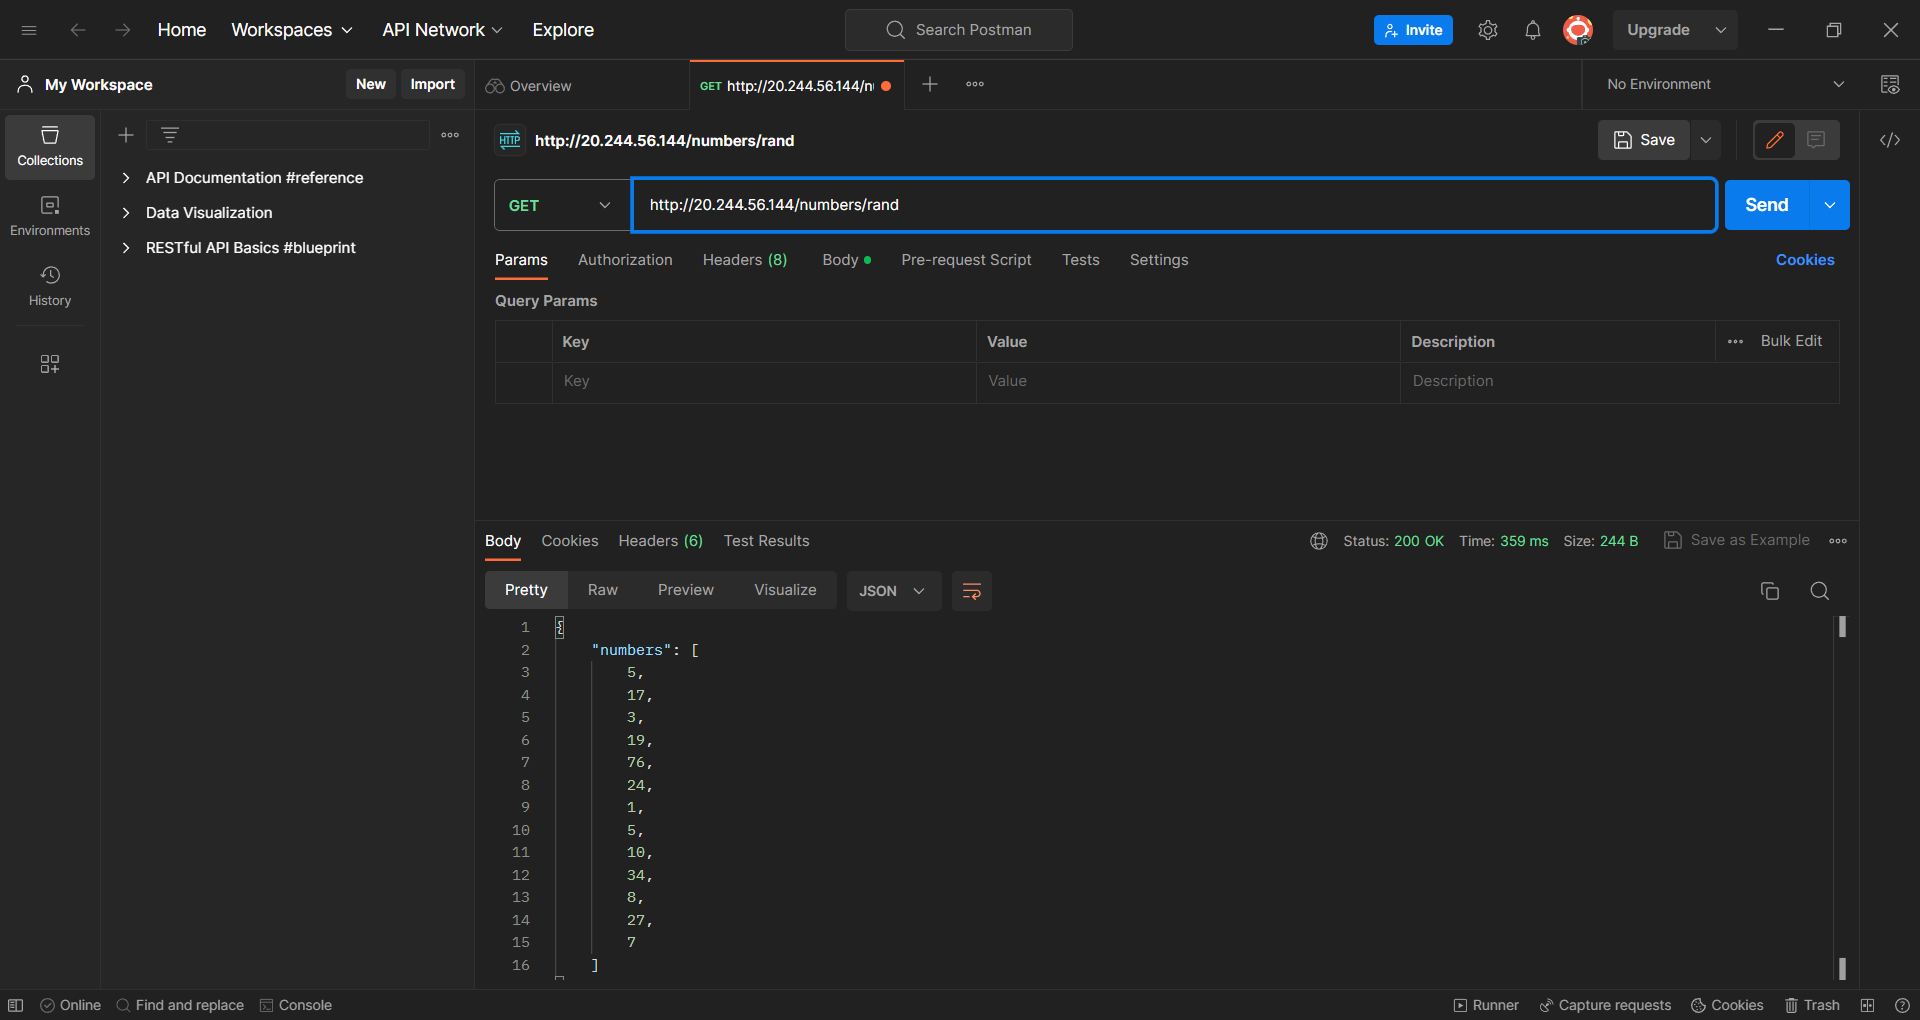 Home Workspaces API Network Explore Search Postman Invite Upgrade
My Workspace New Import Overview GET http://20.244.56.144/nu No Environment
Collections
Environments
History
API Documentation #reference
Data Visualization
RESTful API Basics #blueprint
HTTP http://20.244.56.144/numbers/rand Save
GET http://20.244.56.144/numbers/rand Send
Params Authorization Headers (8) Body Pre-request Script Tests Settings Cookies
Query Params
Key Value Description Bulk Edit
Key Value Description
Body Cookies Headers (6) Test Results Status: 200 OK Time: 359 ms Size: 244 B Save as Example
Pretty Raw Preview Visualize JSON
1 {
2 "numbers": [
3 5,
4 17,
5 3,
6 19,
7 76,
8 24,
9 1,
10 5,
11 10,
12 34,
13 8,
14 27,
15 7
16 ]
Online Find and replace Console Runner Capture requests Cookies Trash